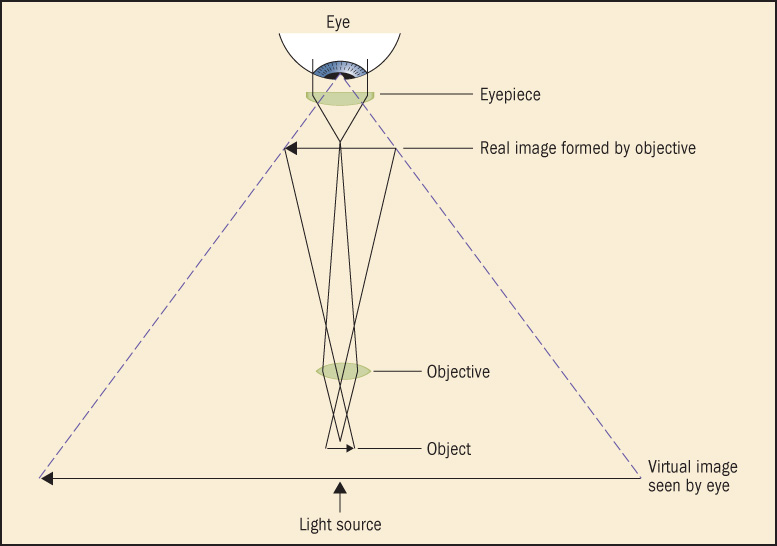 Eye
Eyepiece
Real image formed by objective
Objective
Object
Virtual image
seen by eye
Light source